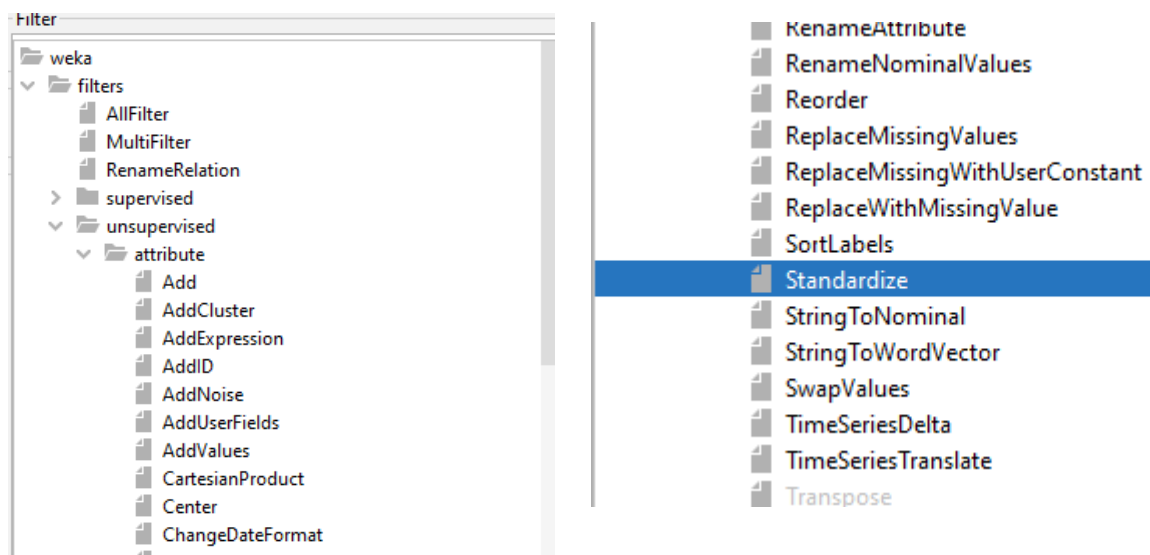 Filter
weka
filters
AllFilter
MultiFilter
RenameRelation
supervised
unsupervised
attribute
Add
AddCluster
AddExpression
AddID
AddNoise
AddUserFields
AddValues
CartesianProduct
Center
ChangeDateFormat
RenameAttribute
RenameNominalValues
Reorder
ReplaceMissingValues
ReplaceMissingWithUserConstant
ReplaceWithMissingValue
SortLabels
Standardize
StringToNominal
StringToWordVector
SwapValues
TimeSeriesDelta
TimeSeriesTranslate
Transpose